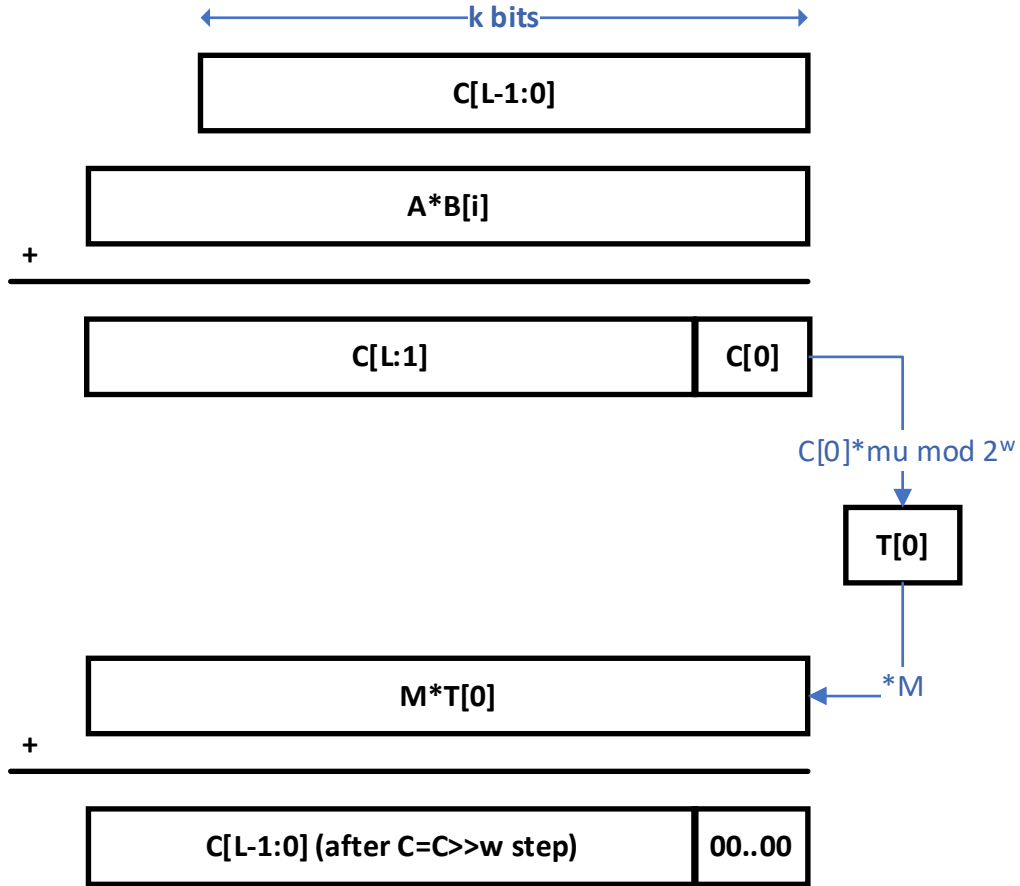 k bits
C[L-1:0]
A*B[i]
+
C[L:1]
C[0]
C[0]*mu mod 2ʷ
T[0]
M*T[0]
*M
+
C[L-1:0] (after C=C>>w step)
00..00